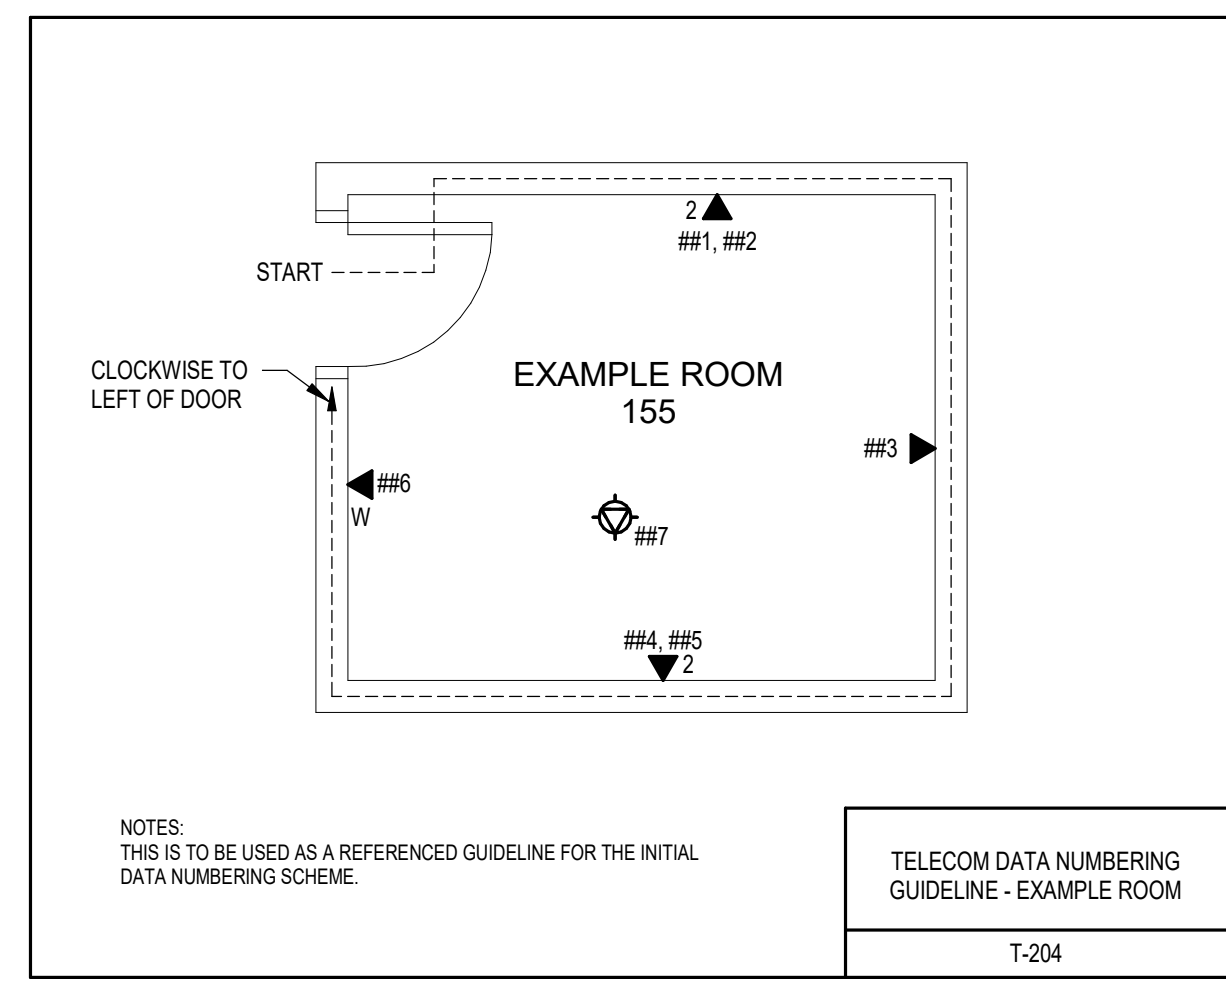 2
##1, ##2
START
CLOCKWISE TO
LEFT OF DOOR
EXAMPLE ROOM
155
##3
##6
W
##7
##4, ##5
2
NOTES:
THIS IS TO BE USED AS A REFERENCED GUIDELINE FOR THE INITIAL
DATA NUMBERING SCHEME.
TELECOM DATA NUMBERING
GUIDELINE - EXAMPLE ROOM
T-204